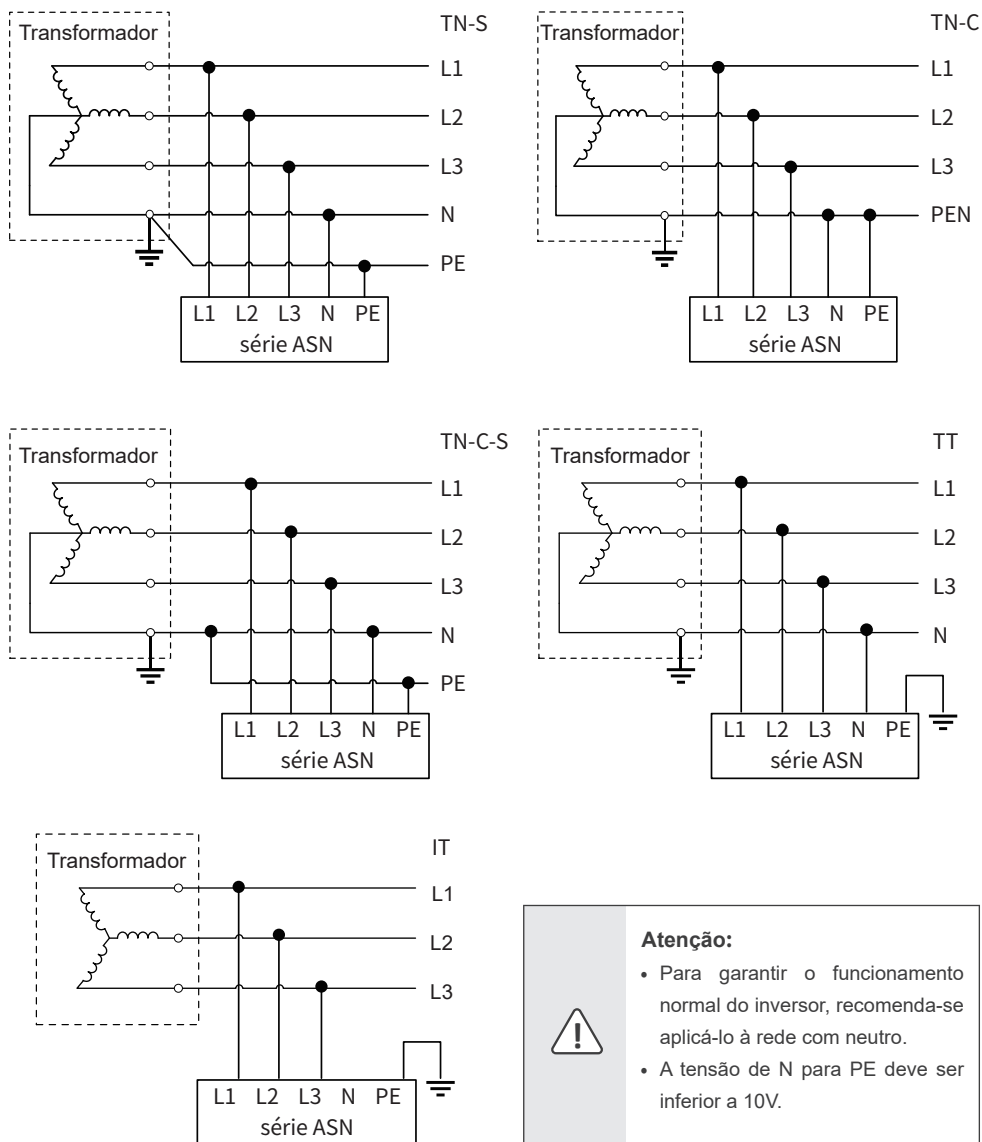 Transformador
TN-S
L1
L2
L3
N
PE
L1 L2 L3 N PE
série ASN
Transformador
TN-C
L1
L2
L3
PEN
L1 L2 L3 N PE
série ASN
Transformador
TN-C-S
L1
L2
L3
N
PE
L1 L2 L3 N PE
série ASN
Transformador
TT
L1
L2
L3
N
L1 L2 L3 N PE
série ASN
Transformador
IT
L1
L2
L3
L1 L2 L3 N PE
série ASN
Atenção:
• Para garantir o funcionamento
normal do inversor, recomenda-se
aplicá-lo à rede com neutro.
• A tensão de N para PE deve ser
inferior a 10V.